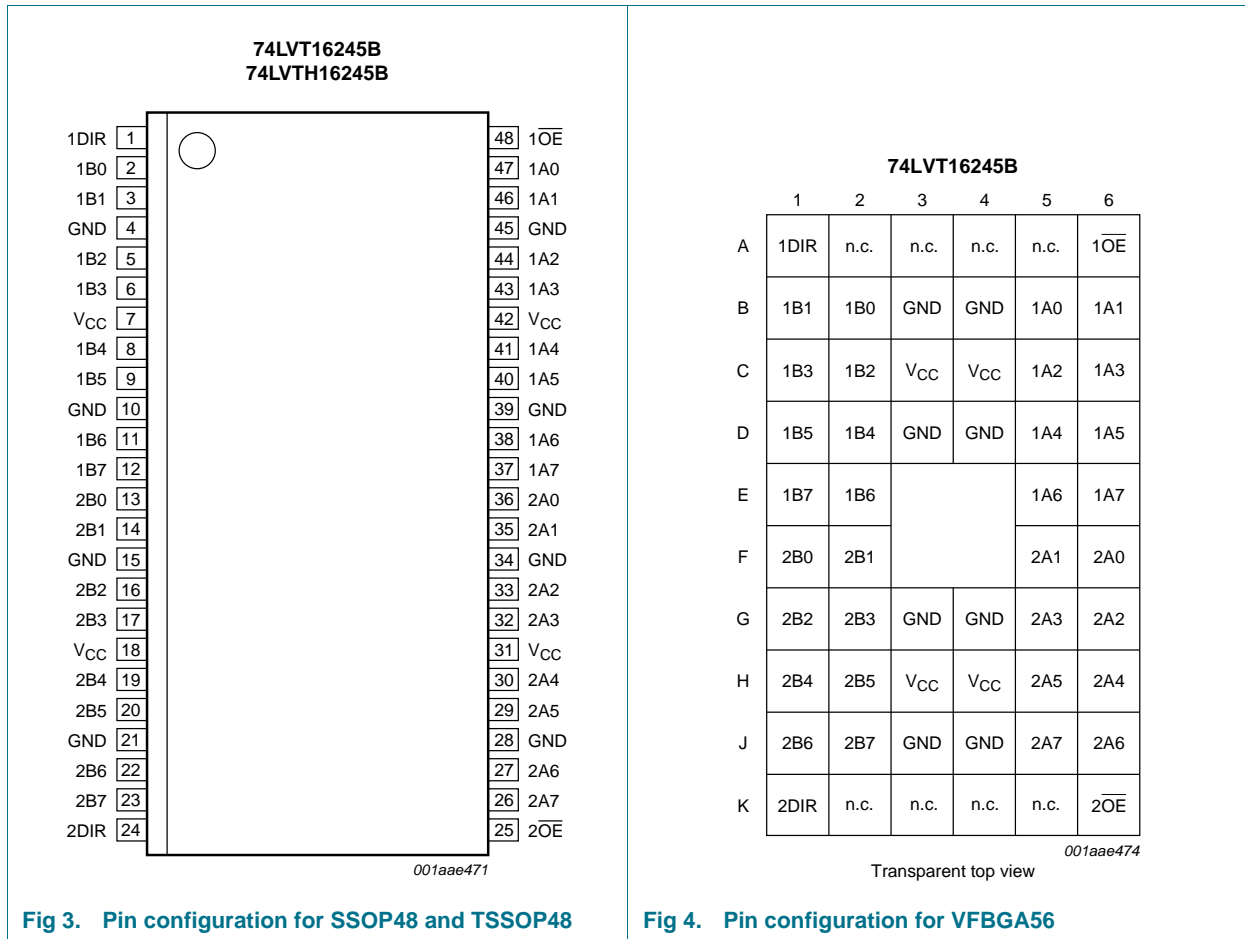 74LVT16245B
74LVTH16245B
1DIR 1 48 1OE
1B0 2 47 1A0
1B1 3 46 1A1
GND 4 45 GND
1B2 5 44 1A2
1B3 6 43 1A3
VCC 7 42 VCC
1B4 8 41 1A4
1B5 9 40 1A5
GND 10 39 GND
1B6 11 38 1A6
1B7 12 37 1A7
2B0 13 36 2A0
2B1 14 35 2A1
GND 15 34 GND
2B2 16 33 2A2
2B3 17 32 2A3
VCC 18 31 VCC
2B4 19 30 2A4
2B5 20 29 2A5
GND 21 28 GND
2B6 22 27 2A6
2B7 23 26 2A7
2DIR 24 25 2OE
001aae471
Fig 3. Pin configuration for SSOP48 and TSSOP48
74LVT16245B
1 2 3 4 5 6
A 1DIR n.c. n.c. n.c. n.c. 1OE
B 1B1 1B0 GND GND 1A0 1A1
C 1B3 1B2 VCC VCC 1A2 1A3
D 1B5 1B4 GND GND 1A4 1A5
E 1B7 1B6 1A6 1A7
F 2B0 2B1 2A1 2A0
G 2B2 2B3 GND GND 2A3 2A2
H 2B4 2B5 VCC VCC 2A5 2A4
J 2B6 2B7 GND GND 2A7 2A6
K 2DIR n.c. n.c. n.c. n.c. 2OE
001aae474
Transparent top view
Fig 4. Pin configuration for VFBGA56